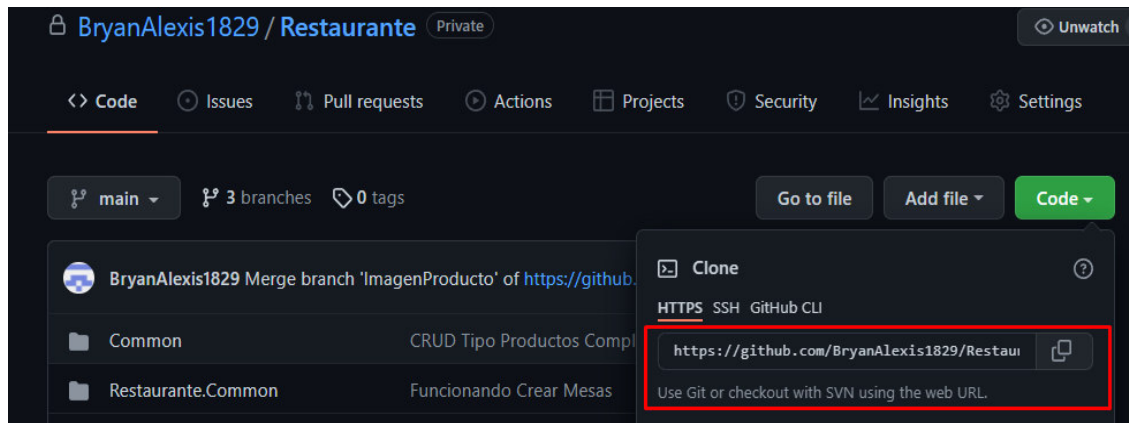 BryanAlexis1829 / Restaurante Private Unwatch
Code Issues Pull requests Actions Projects Security Insights Settings
main 3 branches 0 tags Go to file Add file Code
Clone
BryanAlexis1829 Merge branch 'ImagenProducto' of https://github.
HTTPS SSH GitHub CLI
Common CRUD Tipo Productos Compl
https://github.com/BryanAlexis1829/Restau
Restaurante.Common Funcionando Crear Mesas
Use Git or checkout with SVN using the web URL.